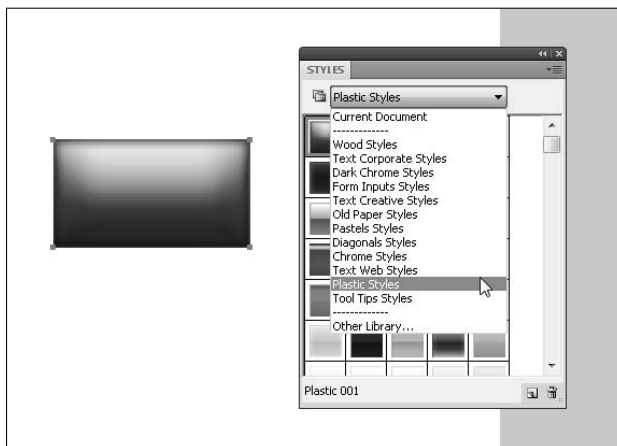 STYLES
Plastic Styles
Current Document
-------------
Wood Styles
Text Corporate Styles
Dark Chrome Styles
Form Inputs Styles
Text Creative Styles
Old Paper Styles
Pastels Styles
Diagonals Styles
Chrome Styles
Text Web Styles
Plastic Styles
Tool Tips Styles
-------------
Other Library...
Plastic 001